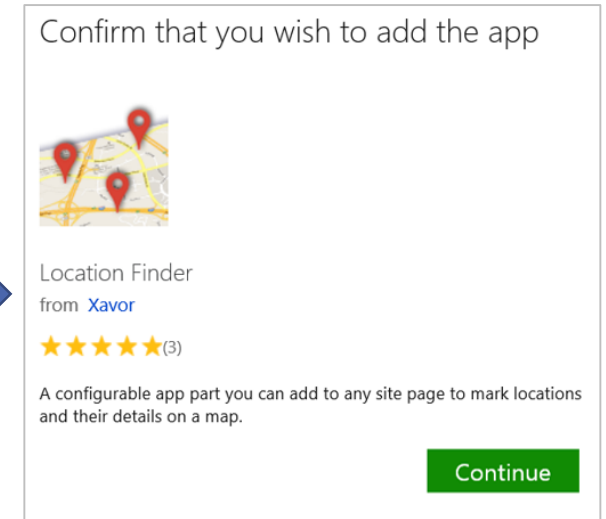 Confirm that you wish to add the app
Location Finder
from Xavor
(3)
A configurable app part you can add to any site page to mark locations
and their details on a map.
Continue